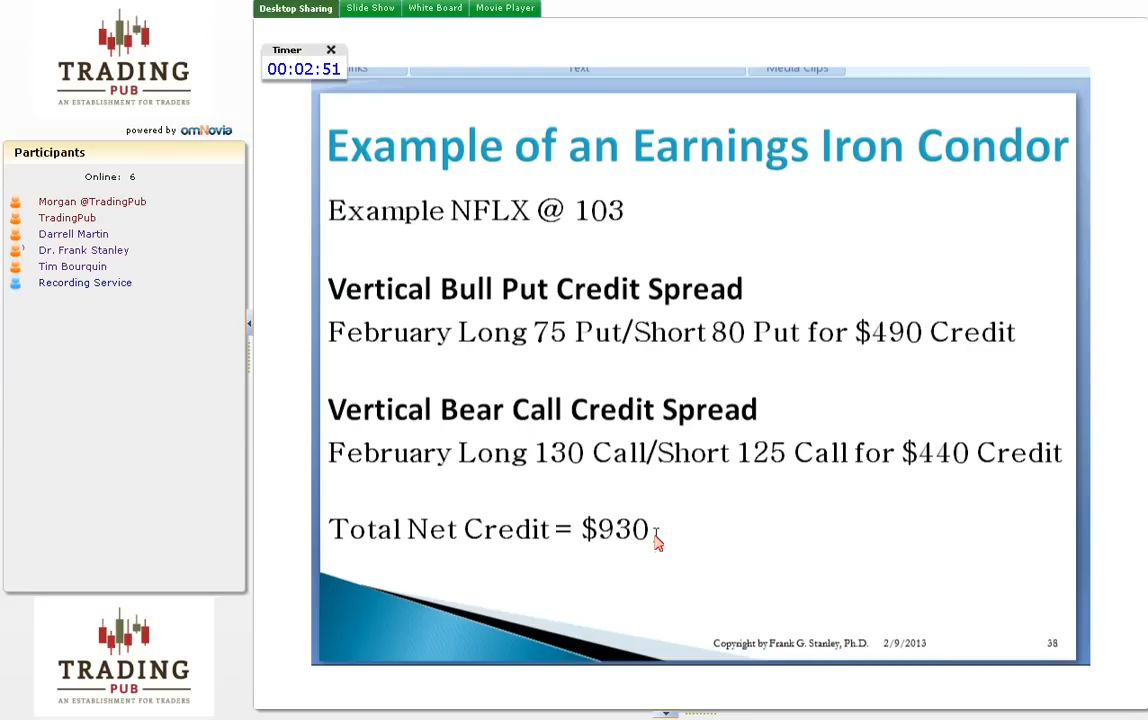 Desktop Sharing
Slide Show
White Board
Movie Player
TRADING
PUB
AN ESTABLISHMENT FOR TRADERS
powered by omNovia
Participants
Online: 6
Morgan @TradingPub
TradingPub
Darrell Martin
Dr. Frank Stanley
Tim Bourquin
Recording Service
TRADING
PUB
AN ESTABLISHMENT FOR TRADERS
Timer
00:02:51
Text
Media Clips
Example of an Earnings Iron Condor
Example NFLX @ 103
Vertical Bull Put Credit Spread
February Long 75 Put/Short 80 Put for $490 Credit
Vertical Bear Call Credit Spread
February Long 130 Call/Short 125 Call for $440 Credit
Total Net Credit = $930
Copyright by Frank G. Stanley, Ph.D. 2/9/2013 38